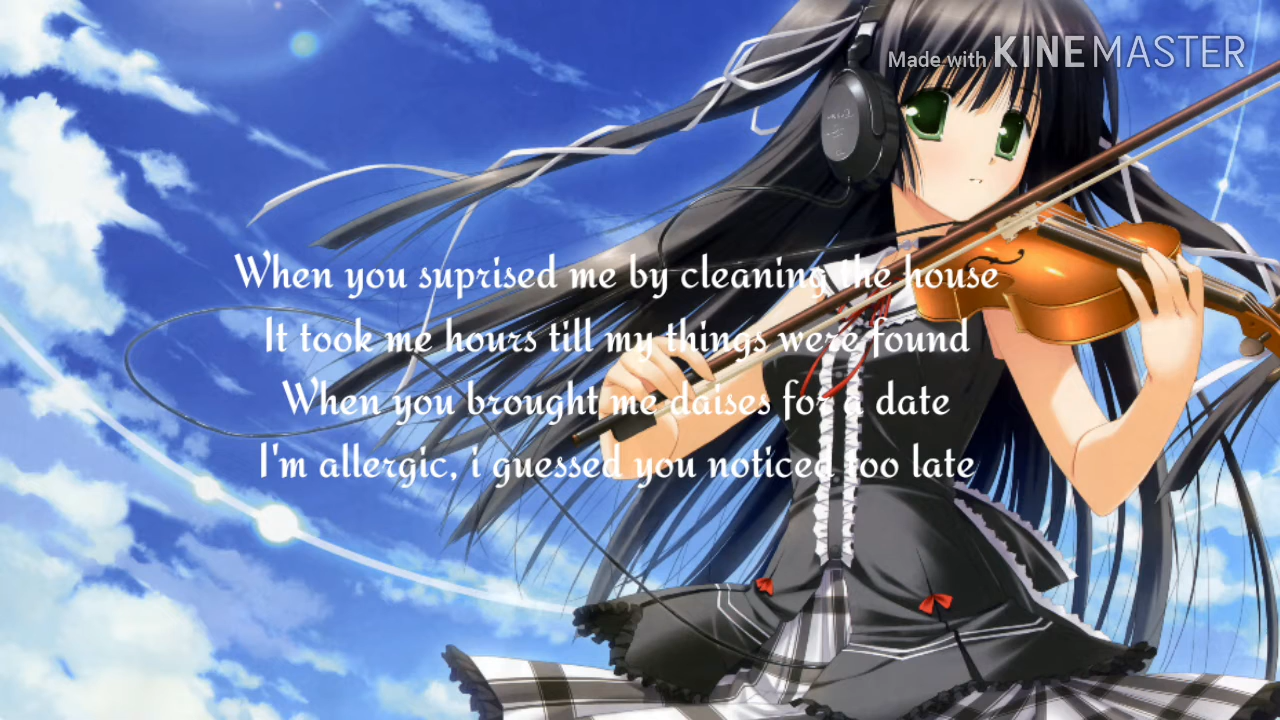 Made with KINEMASTER
When you suprised me by cleaning the house
It took me hours till my things were found
When you brought me daises for a date
I'm allergic, i guessed you noticed too late